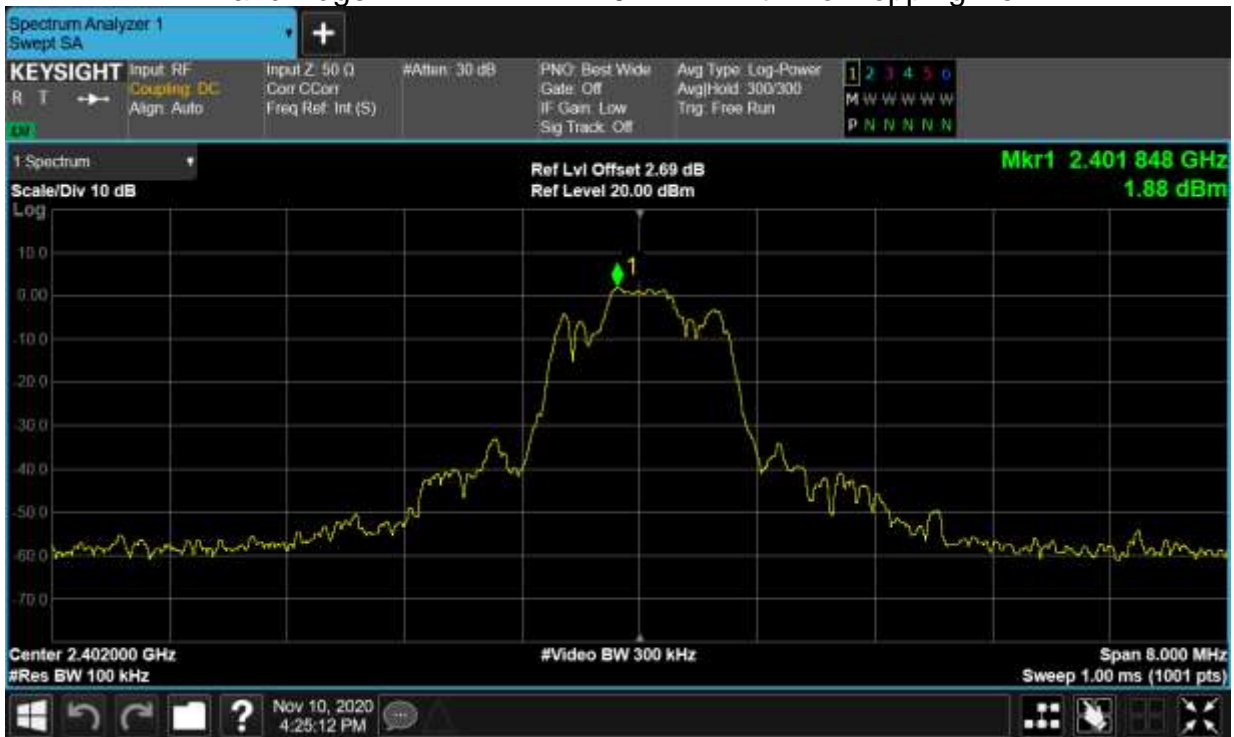 Spectrum Analyzer 1
Swept SA
+
KEYSIGHT
R T
Input: RF
Coupling: DC
Align: Auto
Input Z: 50 Ω
Corr CCorr
Freq Ref: Int (S)
#Atten: 30 dB
PNO: Best Wide
Gate: Off
IF Gain: Low
Sig Track: Off
Avg Type: Log-Power
Avg|Hold: 300/300
Trig: Free Run
1 2 3 4 5 6
M W W W W W
P N N N N N
1 Spectrum
Scale/Div 10 dB
Log
Ref Lvl Offset 2.69 dB
Ref Level 20.00 dBm
Mkr1 2.401 848 GHz
1.88 dBm
10.0
0.00
-10.0
-20.0
-30.0
-40.0
-50.0
-60.0
-70.0
1
Center 2.402000 GHz
#Res BW 100 kHz
#Video BW 300 kHz
Span 8.000 MHz
Sweep 1.00 ms (1001 pts)
?
Nov 10, 2020
4:25:12 PM